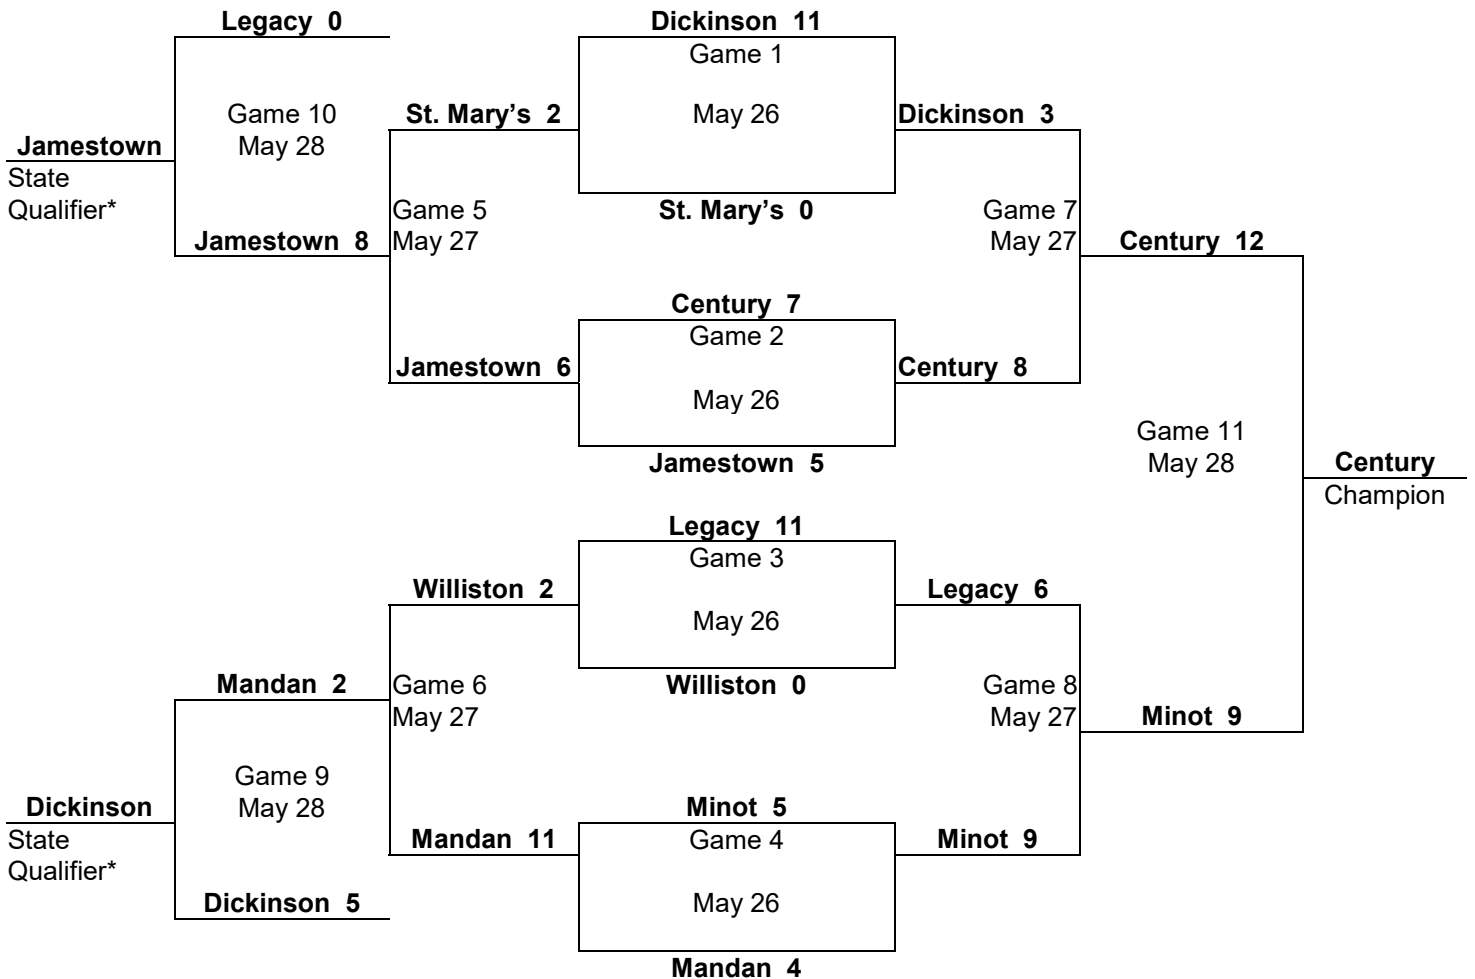 Legacy 0
Dickinson 11
Game 1
Game 10
St. Mary’s 2
May 26
Dickinson 3
Jamestown
May 28
State
Qualifier*
Game 5
St. Mary’s 0
Game 7
Jamestown 8
May 27
May 27
Century 12
Century 7
Game 2
Jamestown 6
Century 8
May 26
Game 11
May 28
Jamestown 5
Century
Champion
Legacy 11
Game 3
Williston 2
Legacy 6
May 26
Mandan 2
Game 6
Williston 0
Game 8
May 27
May 27
Minot 9
Game 9
May 28
Dickinson
Minot 5
State
Qualifier*
Mandan 11
Game 4
Minot 9
Dickinson 5
May 26
Mandan 4